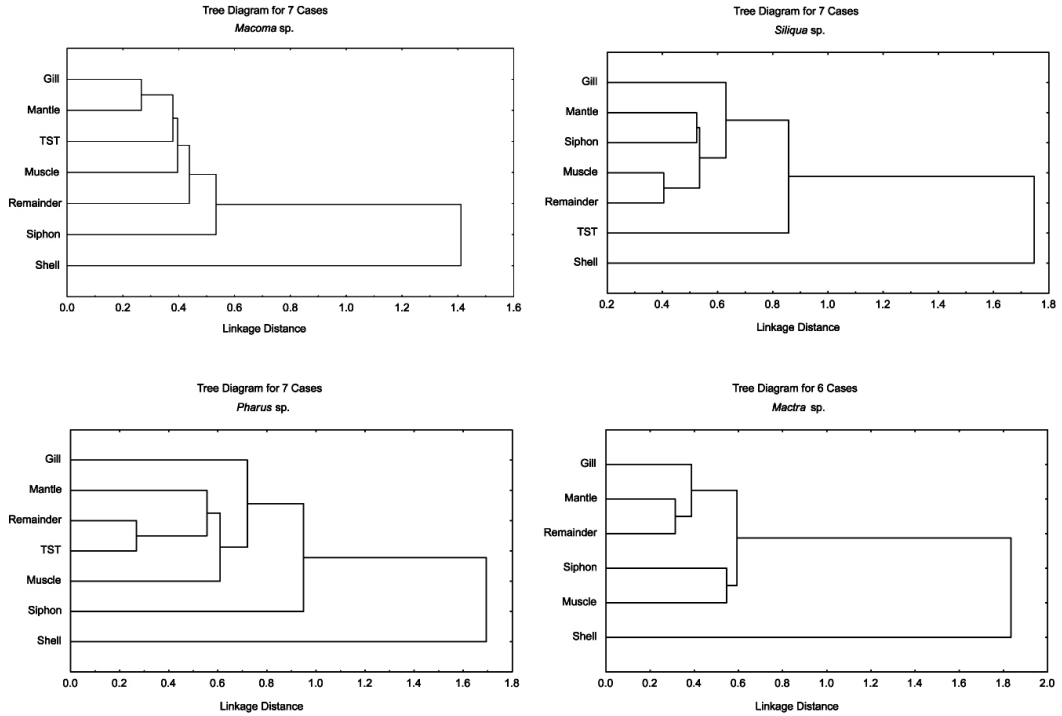 Tree Diagram for 7 Cases
Macoma sp.
Gill
Mantle
TST
Muscle
Remainder
Siphon
Shell
0.0 0.2 0.4 0.6 0.8 1.0 1.2 1.4 1.6
Linkage Distance
Tree Diagram for 7 Cases
Siliqua sp.
Gill
Mantle
Siphon
Muscle
Remainder
TST
Shell
0.2 0.4 0.6 0.8 1.0 1.2 1.4 1.6 1.8
Linkage Distance
Tree Diagram for 7 Cases
Pharus sp.
Gill
Mantle
Remainder
TST
Muscle
Siphon
Shell
0.0 0.2 0.4 0.6 0.8 1.0 1.2 1.4 1.6 1.8
Linkage Distance
Tree Diagram for 6 Cases
Mactra sp.
Gill
Mantle
Remainder
Siphon
Muscle
Shell
0.0 0.2 0.4 0.6 0.8 1.0 1.2 1.4 1.6 1.8 2.0
Linkage Distance